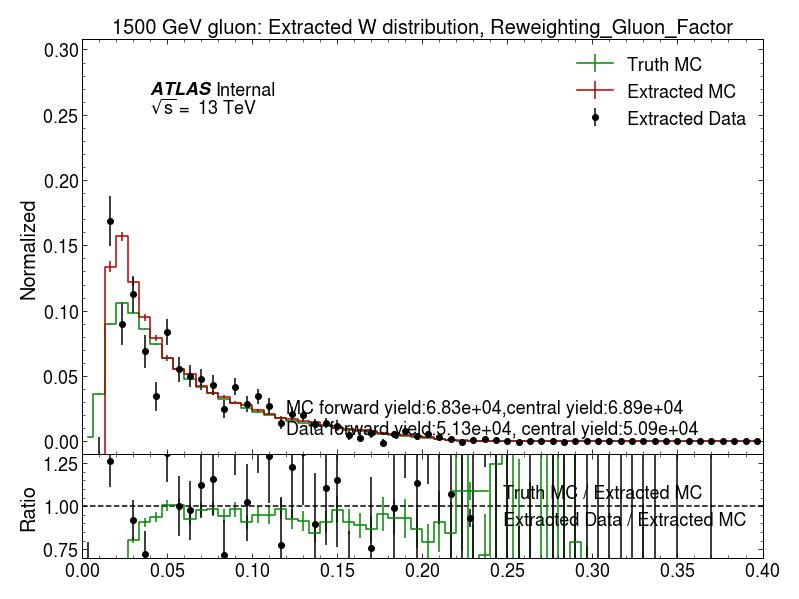 1500 GeV gluon: Extracted W distribution, Reweighting_Gluon_Factor
0.30
0.25
0.20
0.15
0.10
0.05
0.00
Normalized
ATLAS Internal
√s = 13 TeV
Truth MC
Extracted MC
Extracted Data
MC forward yield:6.83e+04,central yield:6.89e+04
Data forward yield:5.13e+04, central yield:5.09e+04
1.25
1.00
0.75
Ratio
Truth MC / Extracted MC
Extracted Data / Extracted MC
0.00 0.05 0.10 0.15 0.20 0.25 0.30 0.35 0.40